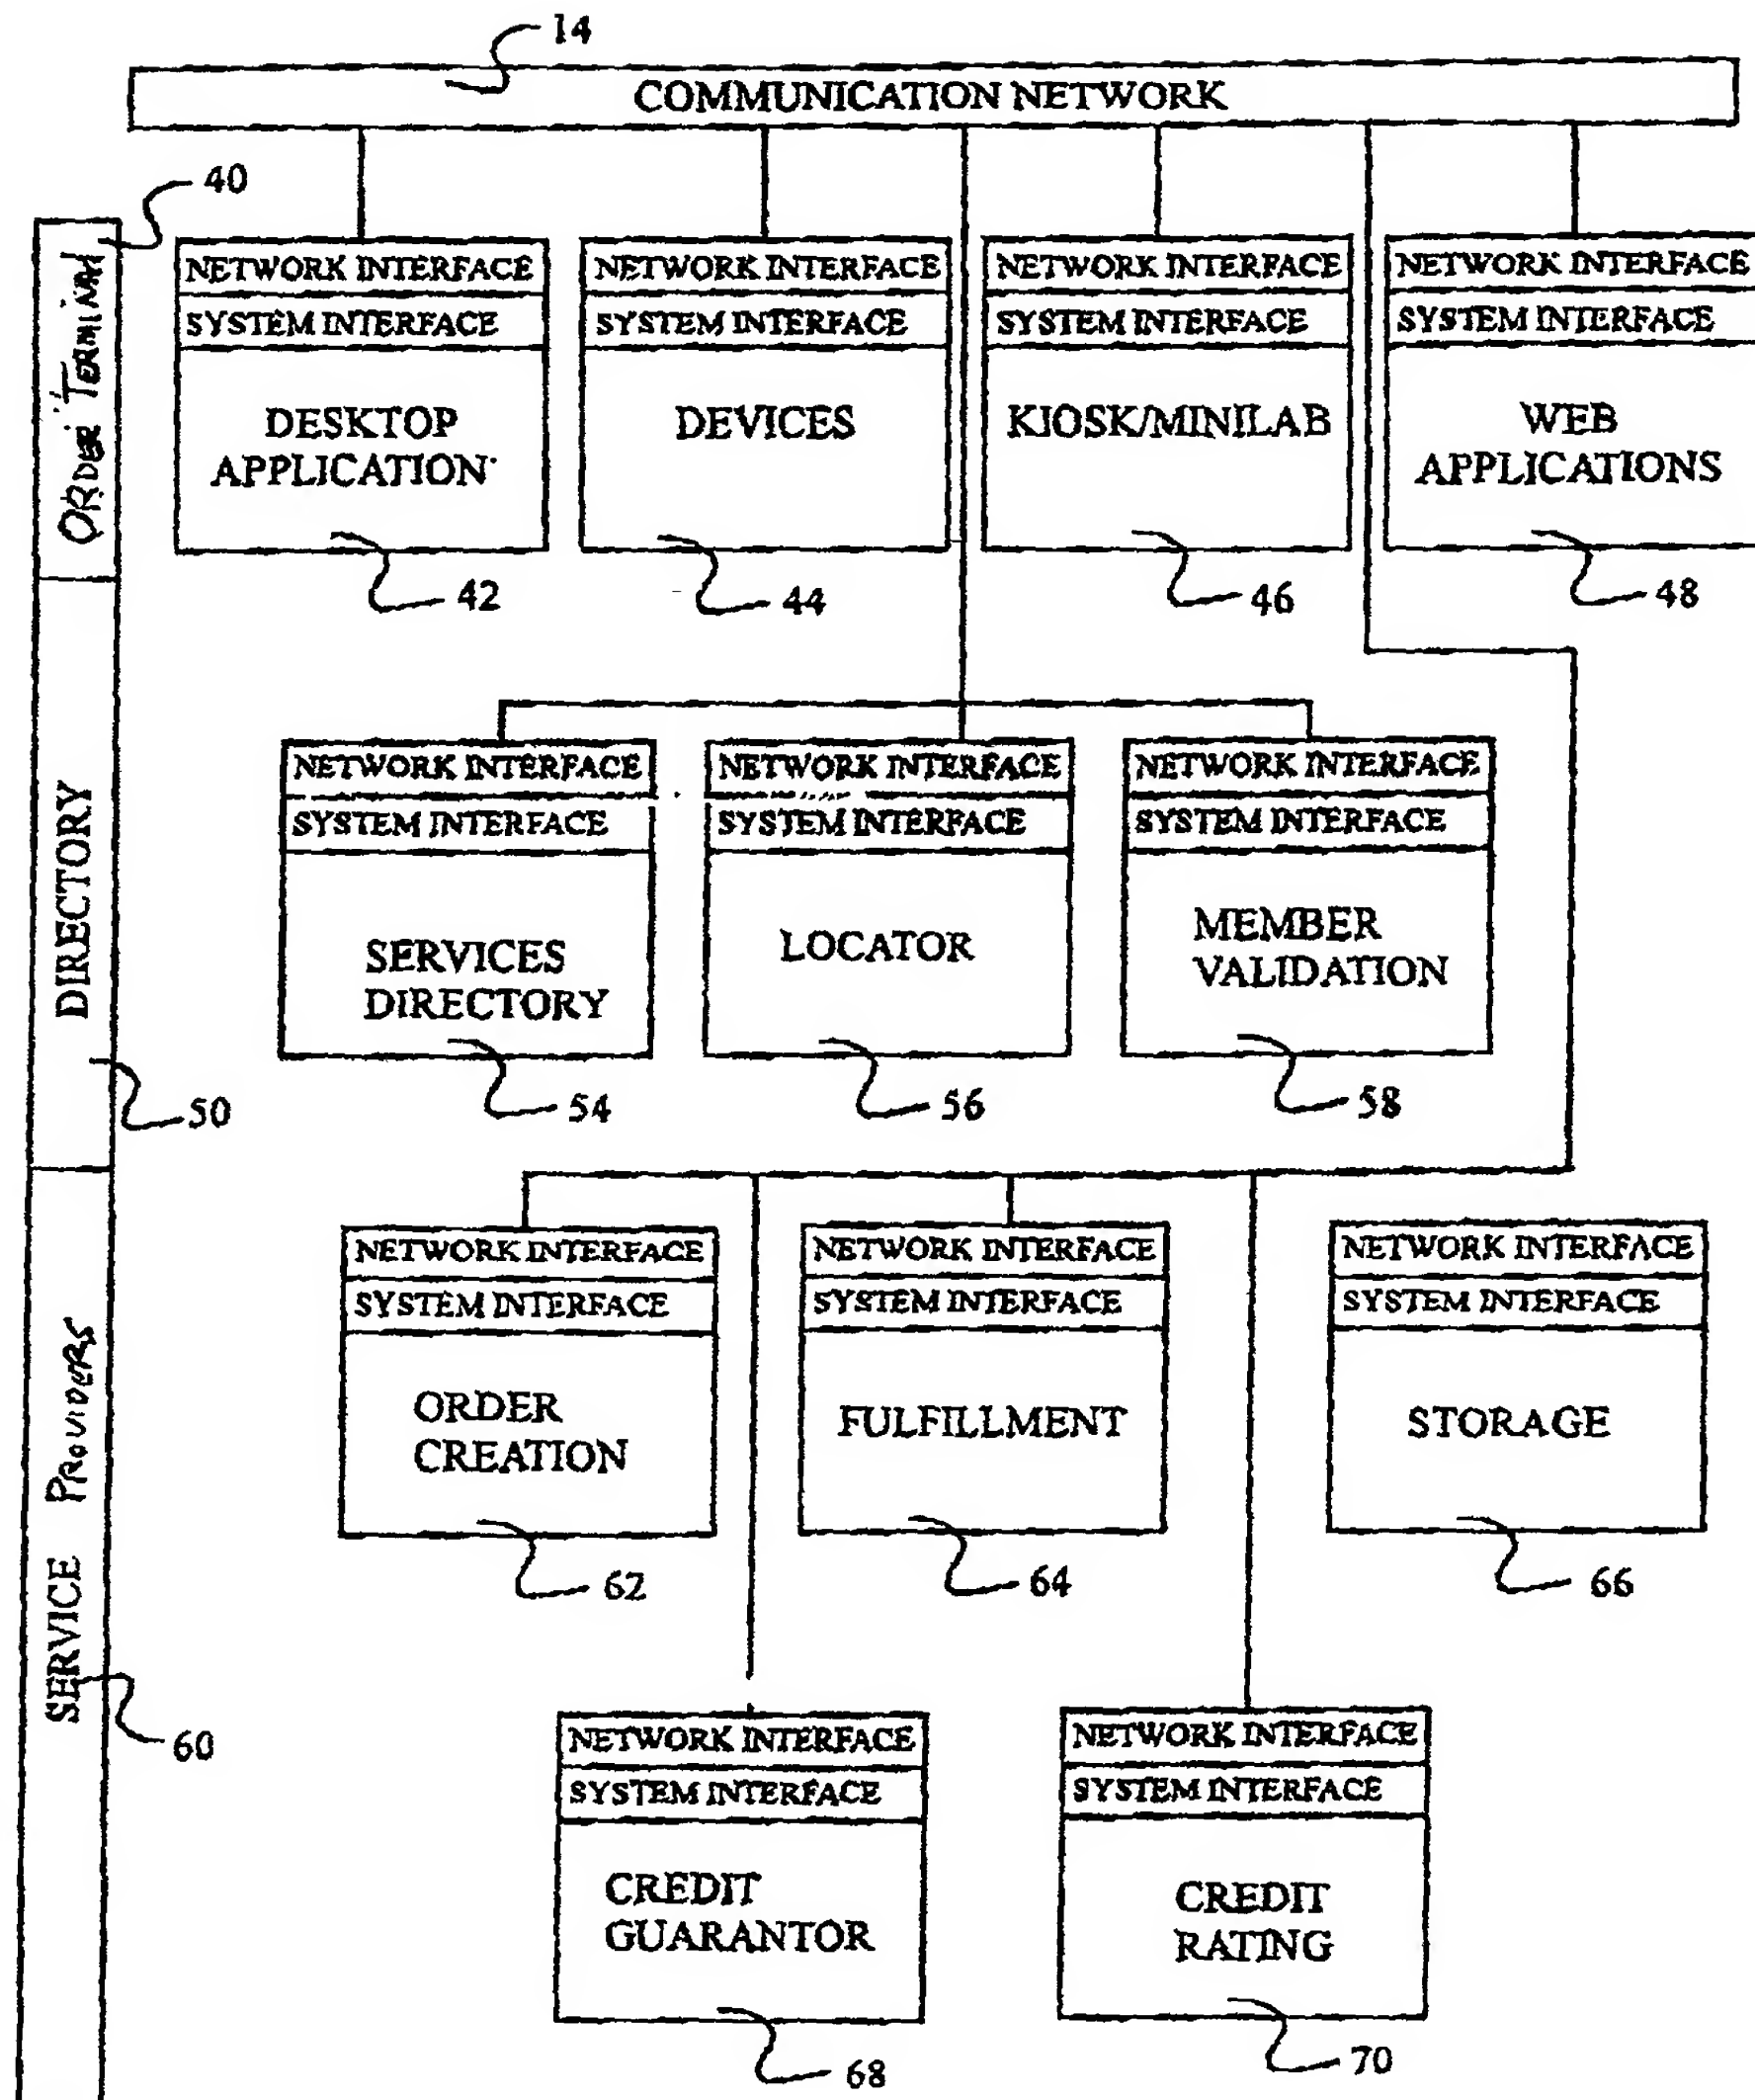 14
COMMUNICATION NETWORK
40
ORDER TERMINAL
NETWORK INTERFACE
SYSTEM INTERFACE
DESKTOP
APPLICATION
42
NETWORK INTERFACE
SYSTEM INTERFACE
DEVICES
44
NETWORK INTERFACE
SYSTEM INTERFACE
KIOSK/MINILAB
46
NETWORK INTERFACE
SYSTEM INTERFACE
WEB
APPLICATIONS
48
DIRECTORY
50
NETWORK INTERFACE
SYSTEM INTERFACE
SERVICES
DIRECTORY
54
NETWORK INTERFACE
SYSTEM INTERFACE
LOCATOR
56
NETWORK INTERFACE
SYSTEM INTERFACE
MEMBER
VALIDATION
58
SERVICE PROVIDERS
60
NETWORK INTERFACE
SYSTEM INTERFACE
ORDER
CREATION
62
NETWORK INTERFACE
SYSTEM INTERFACE
FULFILLMENT
64
NETWORK INTERFACE
SYSTEM INTERFACE
STORAGE
66
NETWORK INTERFACE
SYSTEM INTERFACE
CREDIT
GUARANTOR
68
NETWORK INTERFACE
SYSTEM INTERFACE
CREDIT
RATING
70